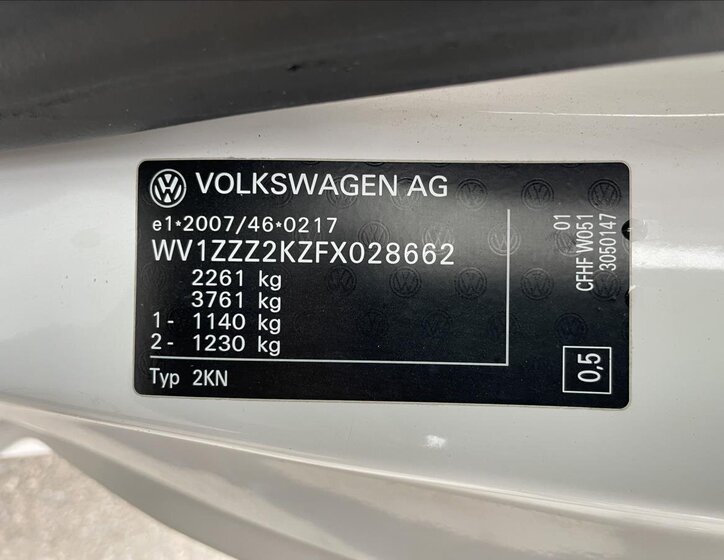 VOLKSWAGEN AG
e1*2007/46*0217
WV1ZZZ2KZFX028662
2261 kg
3761 kg
1- 1140 kg
2- 1230 kg
Typ 2KN
01
CFHF W051
3050147
0,5